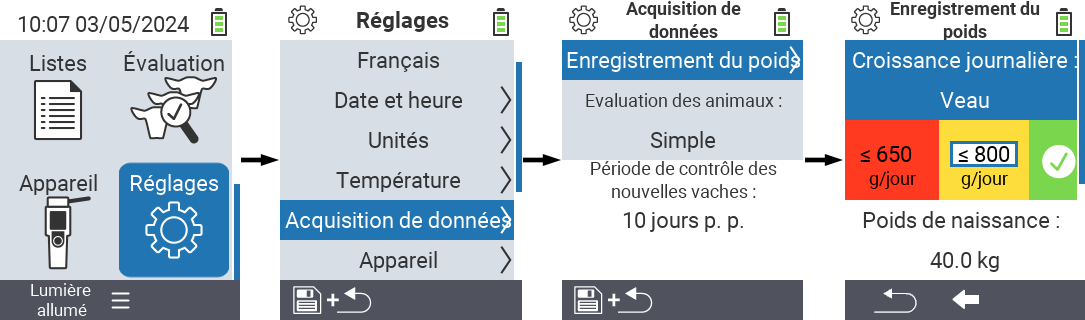 10:07 03/05/2024
Listes
Évaluation
Appareil
Réglages
Lumière
allumé
Réglages
Français
Date et heure
Unités
Température
Acquisition de données
Appareil
Acquisition de
données
Enregistrement du poids
Evaluation des animaux :
Simple
Période de contrôle des
nouvelles vaches :
10 jours p. p.
Enregistrement du
poids
Croissance journalière :
Veau
≤ 650
g/jour
≤ 800
g/jour
Poids de naissance :
40.0 kg